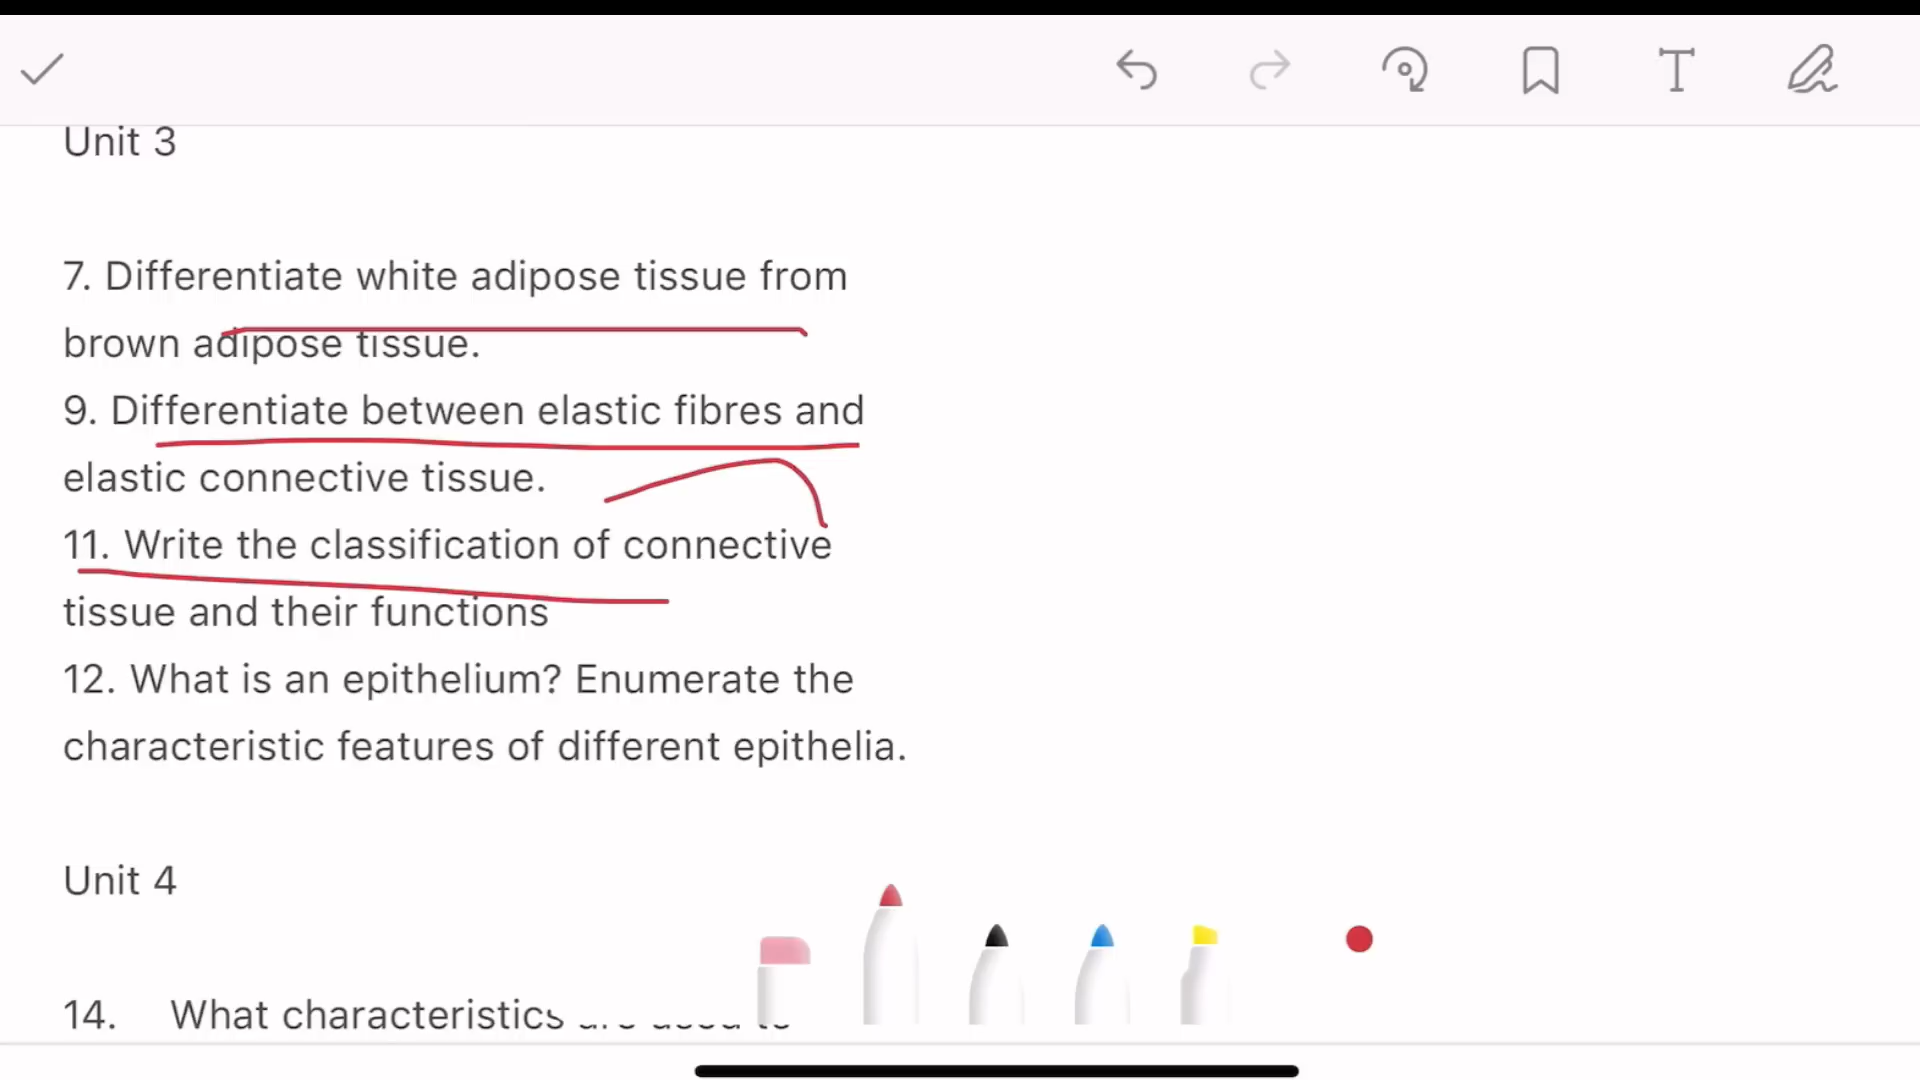 Unit 3
7. Differentiate white adipose tissue from
brown adipose tissue.
9. Differentiate between elastic fibres and
elastic connective tissue.
11. Write the classification of connective
tissue and their functions
12. What is an epithelium? Enumerate the
characteristic features of different epithelia.
Unit 4
14. What characteristics